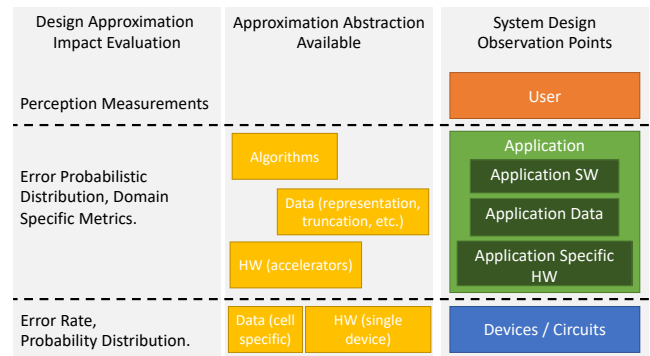 Design Approximation
Impact Evaluation
Approximation Abstraction
Available
System Design
Observation Points
Perception Measurements
User
Error Probabilistic
Distribution, Domain
Specific Metrics.
Algorithms
Data (representation,
truncation, etc.)
HW (accelerators)
Application
Application SW
Application Data
Application Specific
HW
Error Rate,
Probability Distribution.
Data (cell
specific)
HW (single
device)
Devices / Circuits